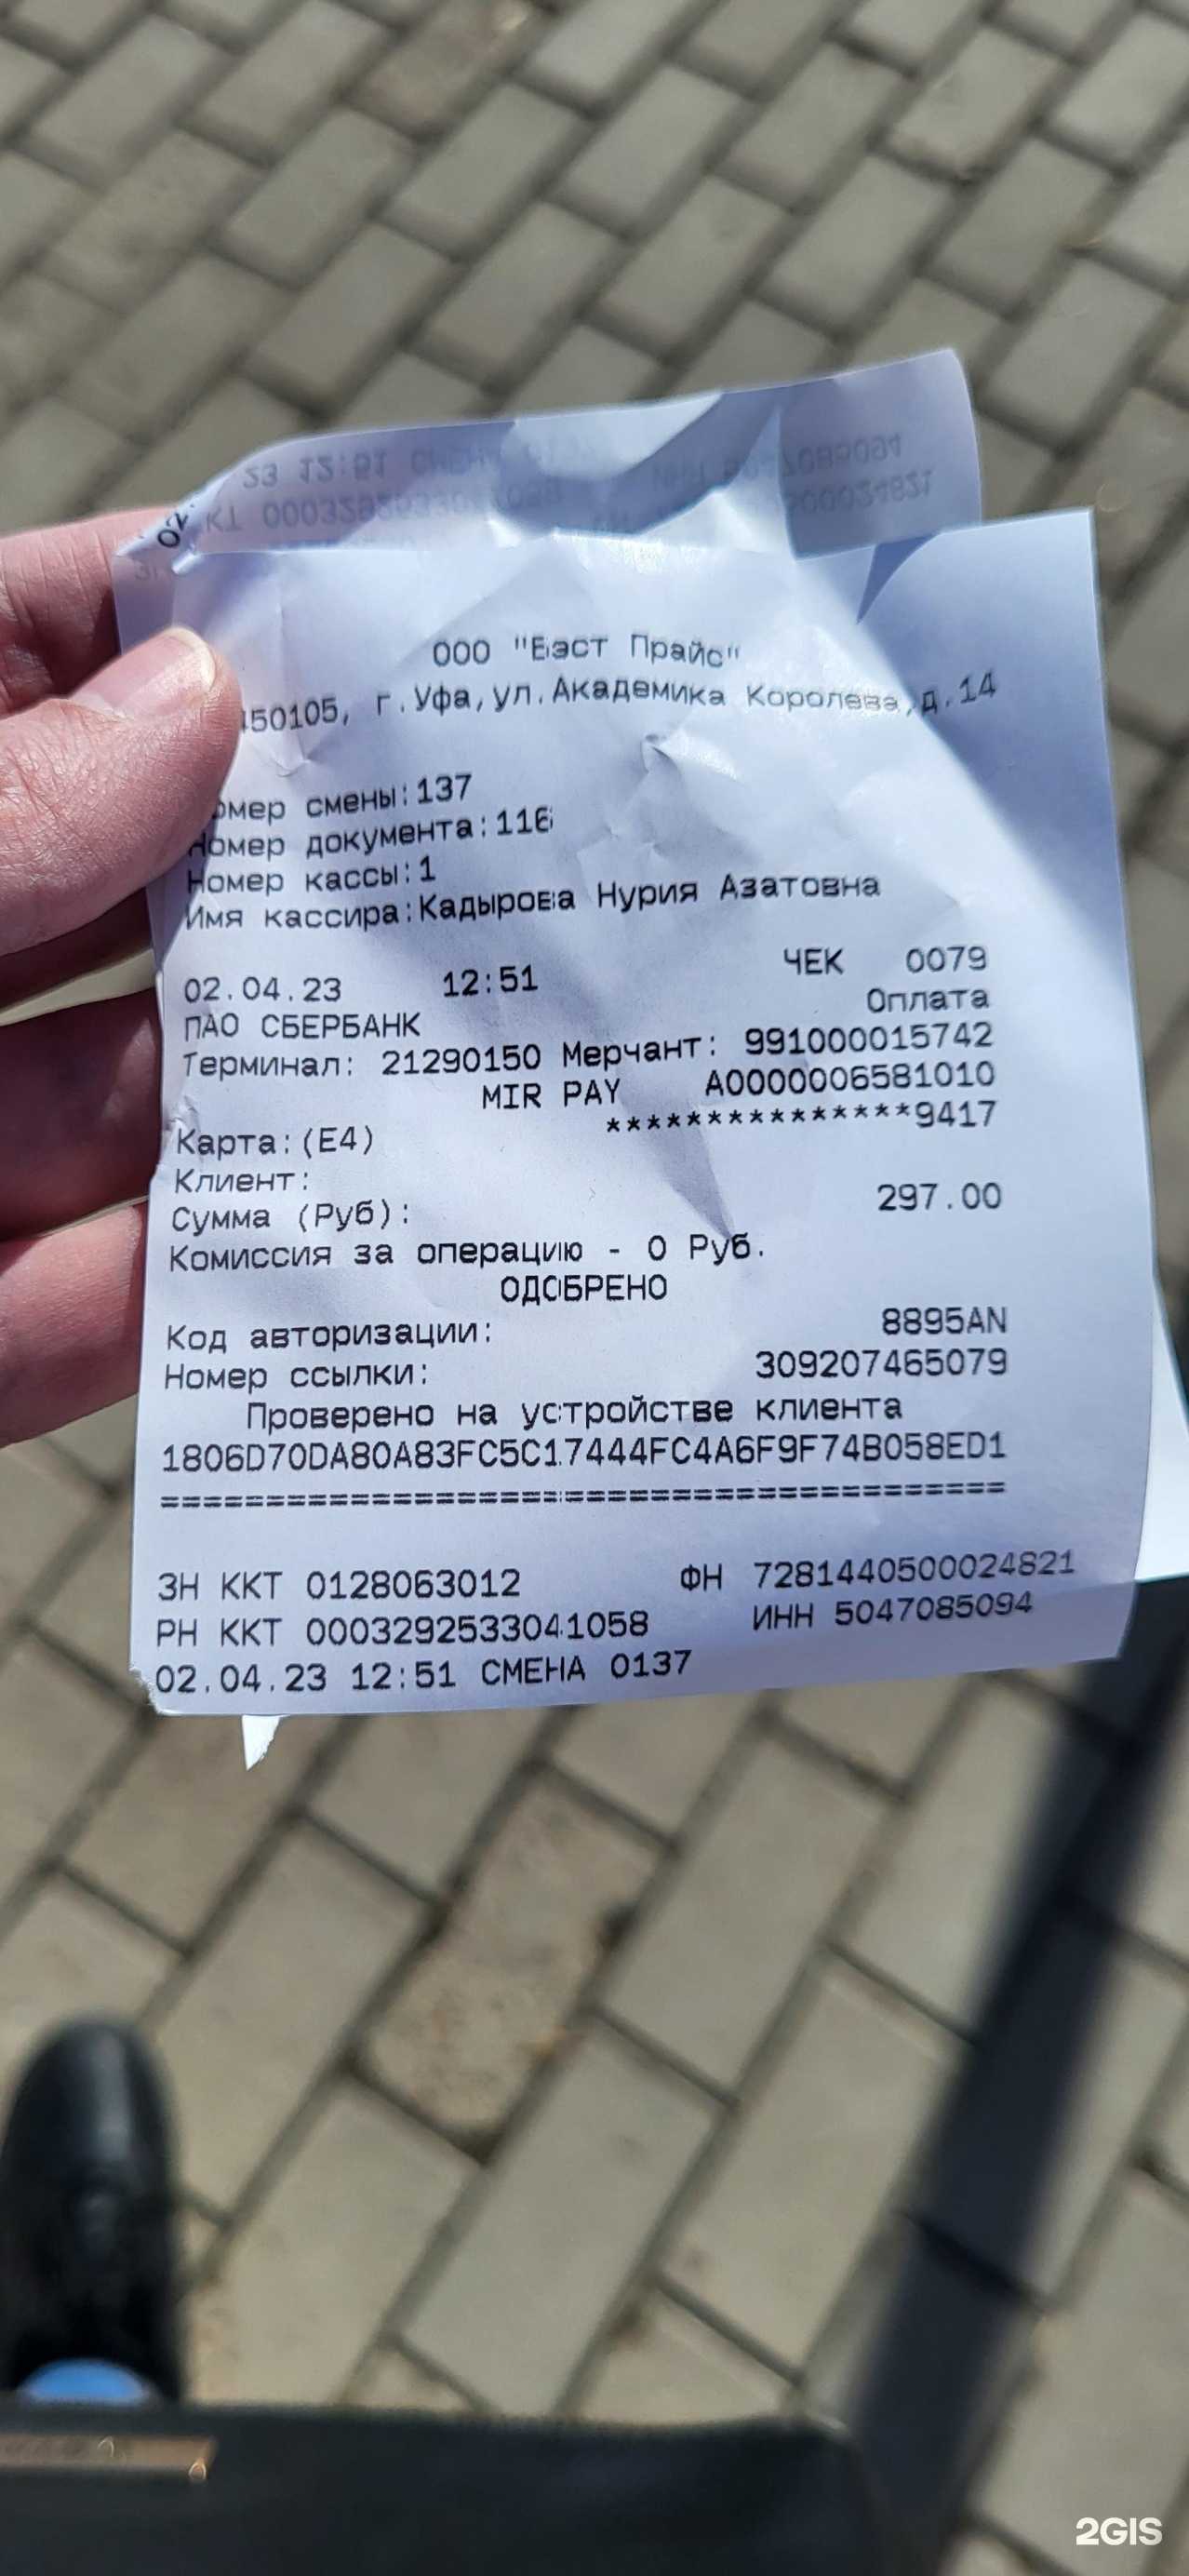 ООО "Бэст Прайс"
450105, г.Уфа,ул.Академика Королева,д.14
Номер смены:137
Номер документа:116
Номер кассы:1
Имя кассира:Кадырова Нурия Азатовна
02.04.23 12:51 ЧЕК 0079
ПАО СБЕРБАНК Оплата
Терминал: 21290150 Мерчант: 991000015742
MIR PAY A0000006581010
Карта:(E4) ***************9417
Клиент:
Сумма (Руб): 297.00
Комиссия за операцию - 0 Руб.
ОДОБРЕНО
Код авторизации: 8895AN
Номер ссылки: 309207465079
Проверено на устройстве клиента
1806D70DA80A83FC5C17444FC4A6F9F74B058ED1
========================================
ЗН ККТ 0128063012 ФН 7281440500024821
РН ККТ 0003292533041058 ИНН 5047085094
02.04.23 12:51 СМЕНА 0137
2GIS